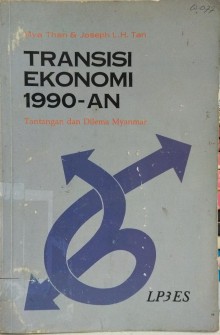 Mya Than & Joseph L.H. Tan
TRANSISI
EKONOMI
1990-AN
Tantangan dan Dilema Myanmar
LP3ES